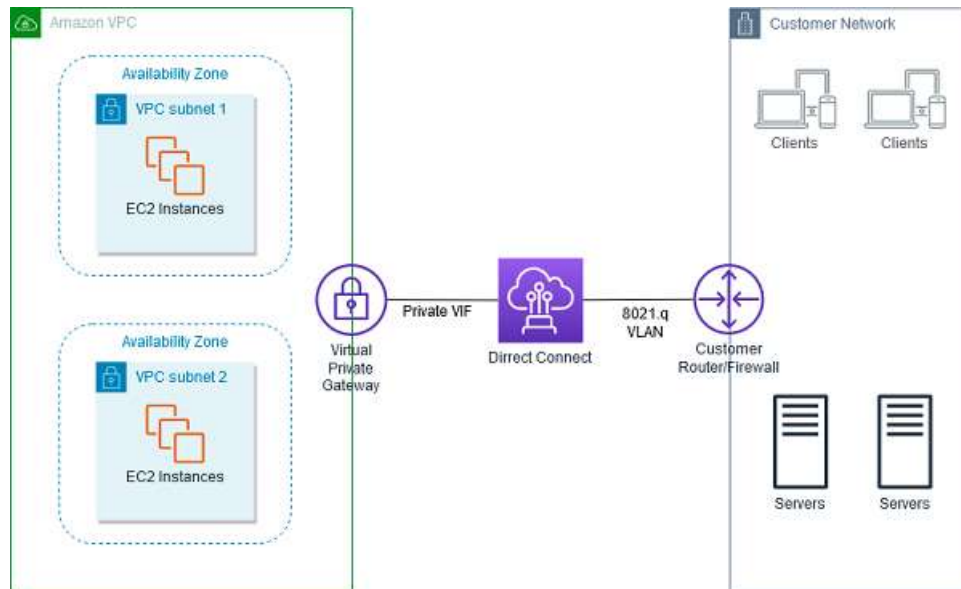 Amazon VPC
Availability Zone
VPC subnet 1
EC2 Instances
Availability Zone
VPC subnet 2
EC2 Instances
Virtual
Private
Gateway
Private VIF
Dirrect Connect
8021.q
VLAN
Customer
Router/Firewall
Customer Network
Clients
Clients
Servers
Servers